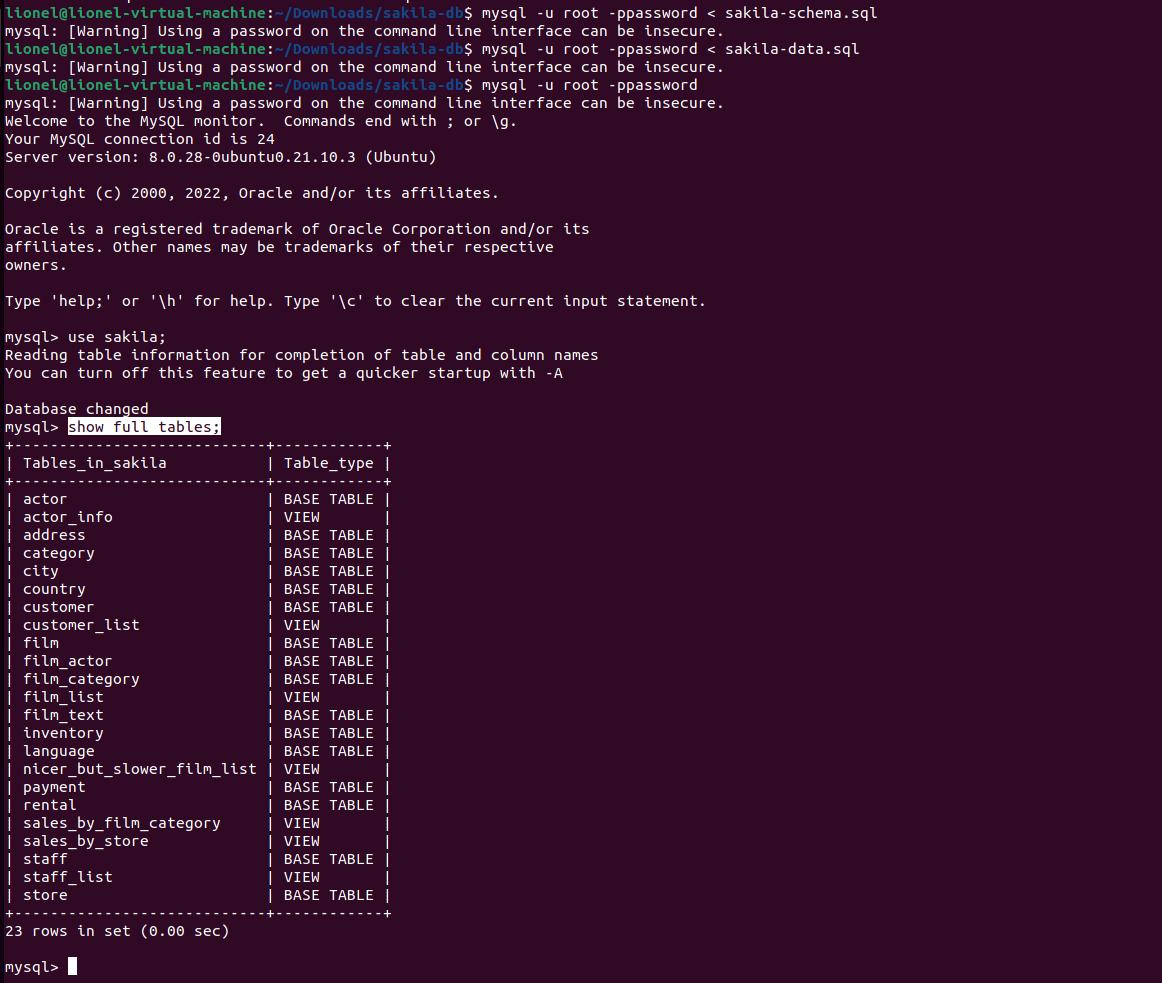 lionel@lionel-virtual-machine:~/Downloads/sakila-db$ mysql -u root -ppassword < sakila-schema.sql
mysql: [Warning] Using a password on the command line interface can be insecure.
lionel@lionel-virtual-machine:~/Downloads/sakila-db$ mysql -u root -ppassword < sakila-data.sql
mysql: [Warning] Using a password on the command line interface can be insecure.
lionel@lionel-virtual-machine:~/Downloads/sakila-db$ mysql -u root -ppassword
mysql: [Warning] Using a password on the command line interface can be insecure.
Welcome to the MySQL monitor.  Commands end with ; or \g.
Your MySQL connection id is 24
Server version: 8.0.28-0ubuntu0.21.10.3 (Ubuntu)

Copyright (c) 2000, 2022, Oracle and/or its affiliates.

Oracle is a registered trademark of Oracle Corporation and/or its
affiliates. Other names may be trademarks of their respective
owners.

Type 'help;' or '\h' for help. Type '\c' to clear the current input statement.

mysql> use sakila;
Reading table information for completion of table and column names
You can turn off this feature to get a quicker startup with -A

Database changed
mysql> show full tables;
+----------------------------+------------+
| Tables_in_sakila           | Table_type |
+----------------------------+------------+
| actor                      | BASE TABLE |
| actor_info                 | VIEW       |
| address                    | BASE TABLE |
| category                   | BASE TABLE |
| city                       | BASE TABLE |
| country                    | BASE TABLE |
| customer                   | BASE TABLE |
| customer_list              | VIEW       |
| film                       | BASE TABLE |
| film_actor                 | BASE TABLE |
| film_category              | BASE TABLE |
| film_list                  | VIEW       |
| film_text                  | BASE TABLE |
| inventory                  | BASE TABLE |
| language                   | BASE TABLE |
| nicer_but_slower_film_list | VIEW       |
| payment                    | BASE TABLE |
| rental                     | BASE TABLE |
| sales_by_film_category     | VIEW       |
| sales_by_store             | VIEW       |
| staff                      | BASE TABLE |
| staff_list                 | VIEW       |
| store                      | BASE TABLE |
+----------------------------+------------+
23 rows in set (0.00 sec)

mysql>